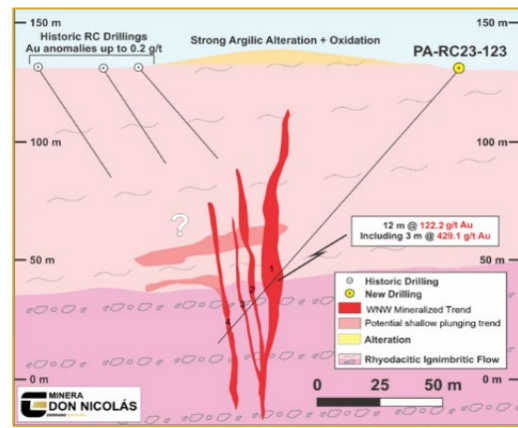 150 m
150 m
Historic RC Drillings
Au anomalies up to 0.2 g/t
Strong Argilic Alteration + Oxidation
PA-RC23-123
100 m
100 m
?
12 m @ 122.2 g/t Au
Including 3 m @ 429.1 g/t Au
50 m
50 m
1
2
3
4
Historic Drilling
New Drilling
WNW Mineralized Trend
Potential shallow plunging trend
Alteration
Rhyodacitic Ignimbritic Flow
0 m
0 m
0 25 50 m
MINERA
DON NICOLÁS